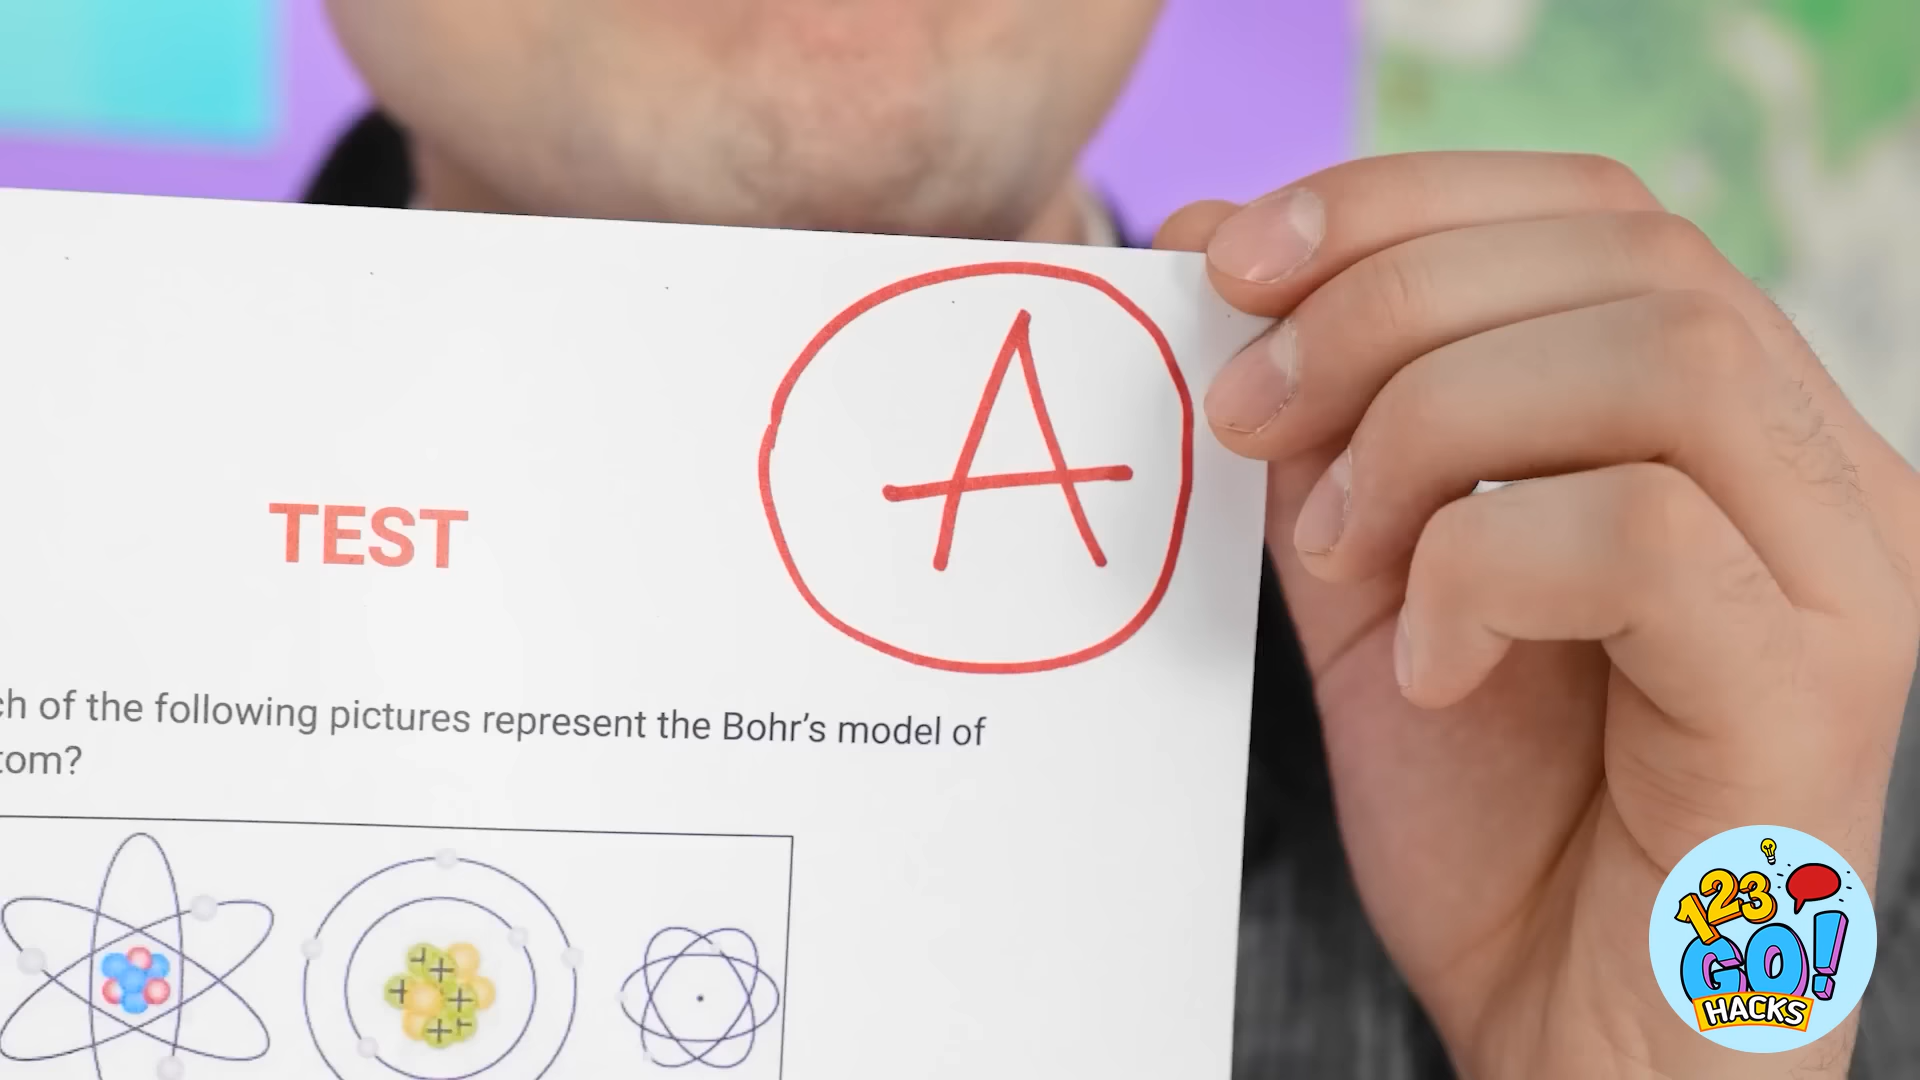 A
TEST
ch of the following pictures represent the Bohr’s model of
tom?
123
GO!
HACKS